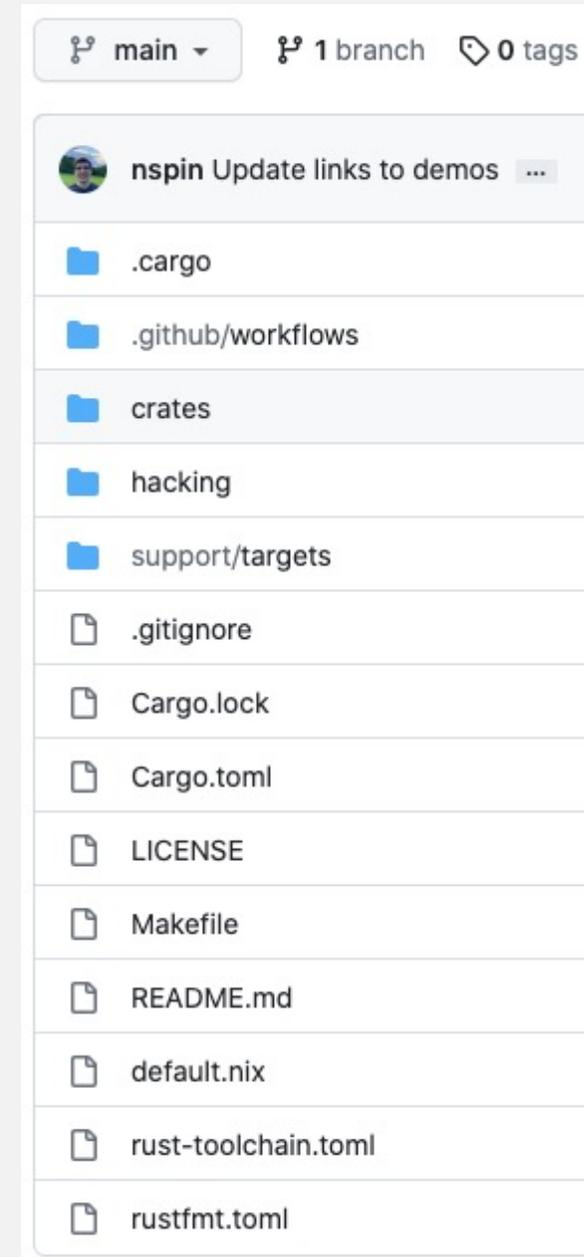 main 1 branch 0 tags
nspin Update links to demos ...
.cargo
.github/workflows
crates
hacking
support/targets
.gitignore
Cargo.lock
Cargo.toml
LICENSE
Makefile
README.md
default.nix
rust-toolchain.toml
rustfmt.toml